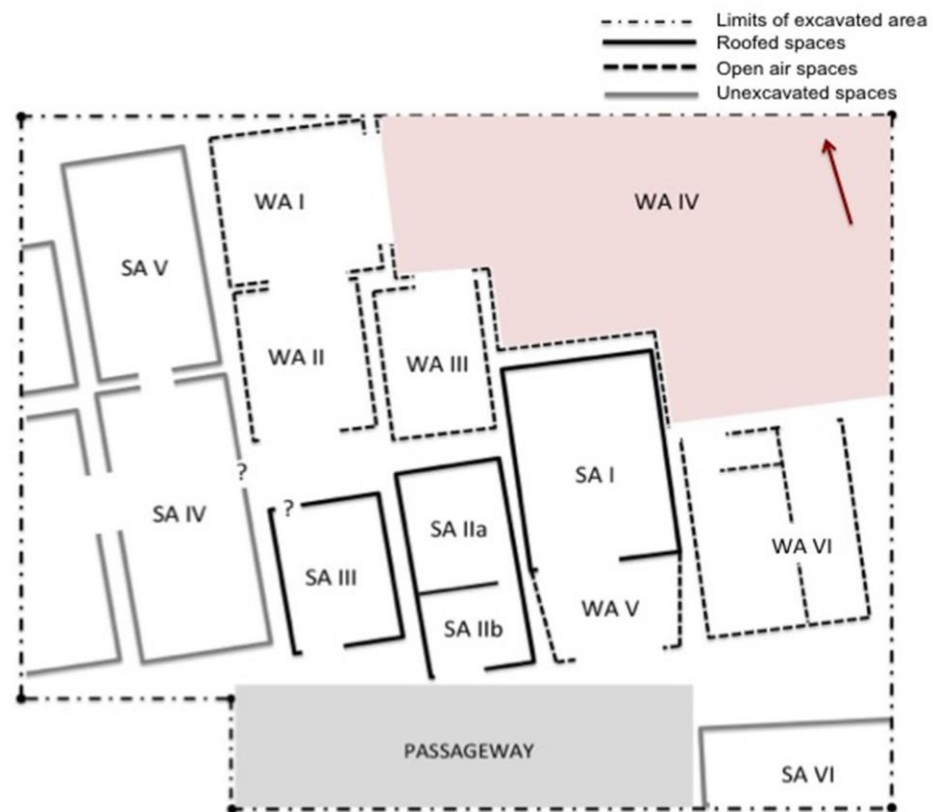 Limits of excavated area
Roofed spaces
Open air spaces
Unexcavated spaces
WA I
WA IV
SA V
WA II
WA III
SA I
?
?
SA IV
SA IIa
WA VI
SA III
WA V
SA IIb
PASSAGEWAY
SA VI